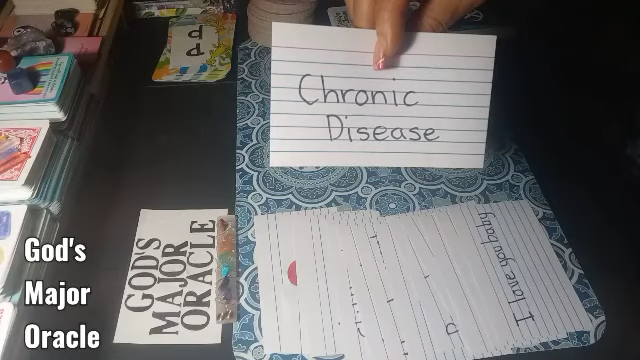 Chronic
Disease
I love you baby
GOD'S
MAJOR
ORACLE
God's
Major
Oracle